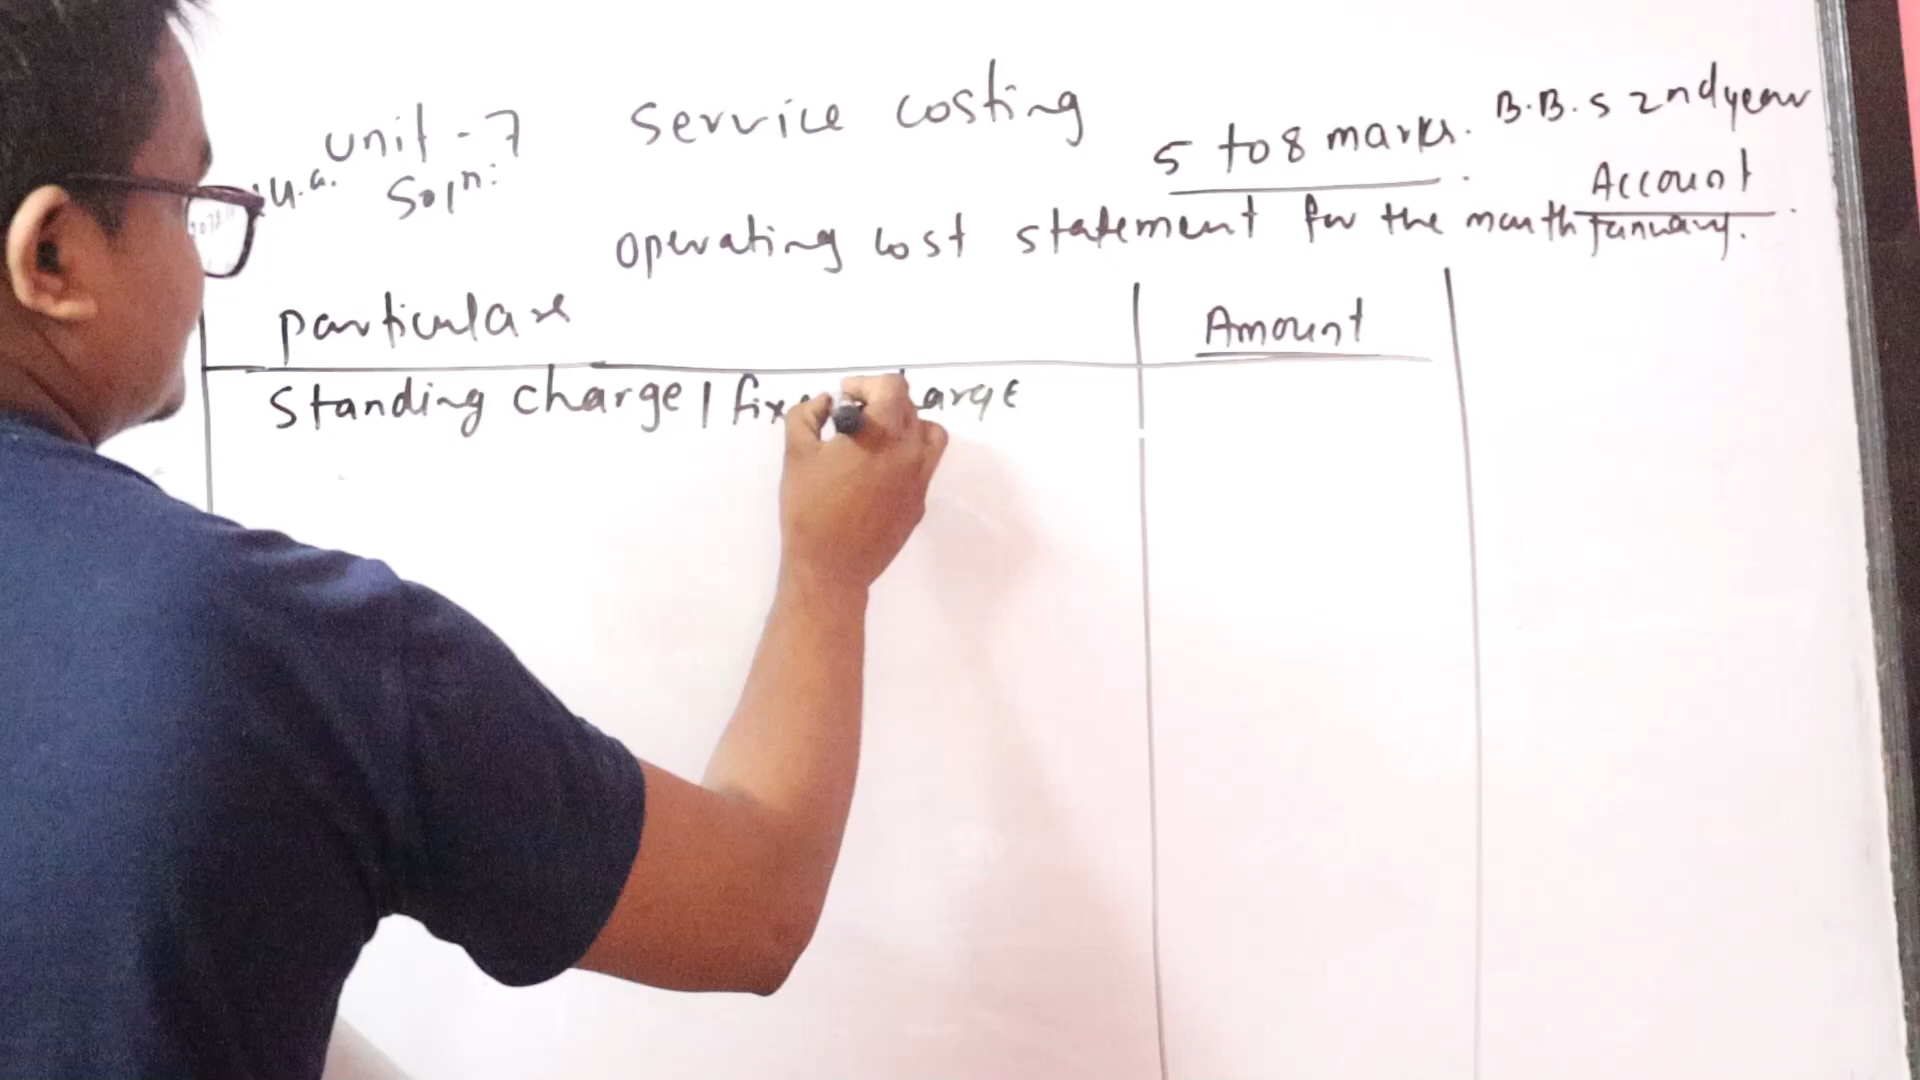 unit - 7 Service costing 5 to 8 marks. B.B.S 2nd year
Soln: Account
operating cost statement for the month January.
particulars Amount
Standing charge / fix arge